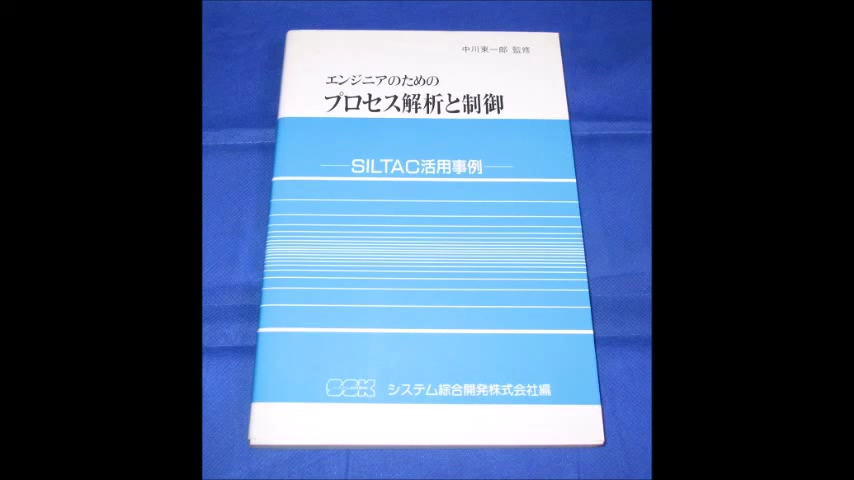 中川東一郎 監修
エンジニアのための
プロセス解析と制御
SILTAC活用事例
SSK システム綜合開発株式会社編